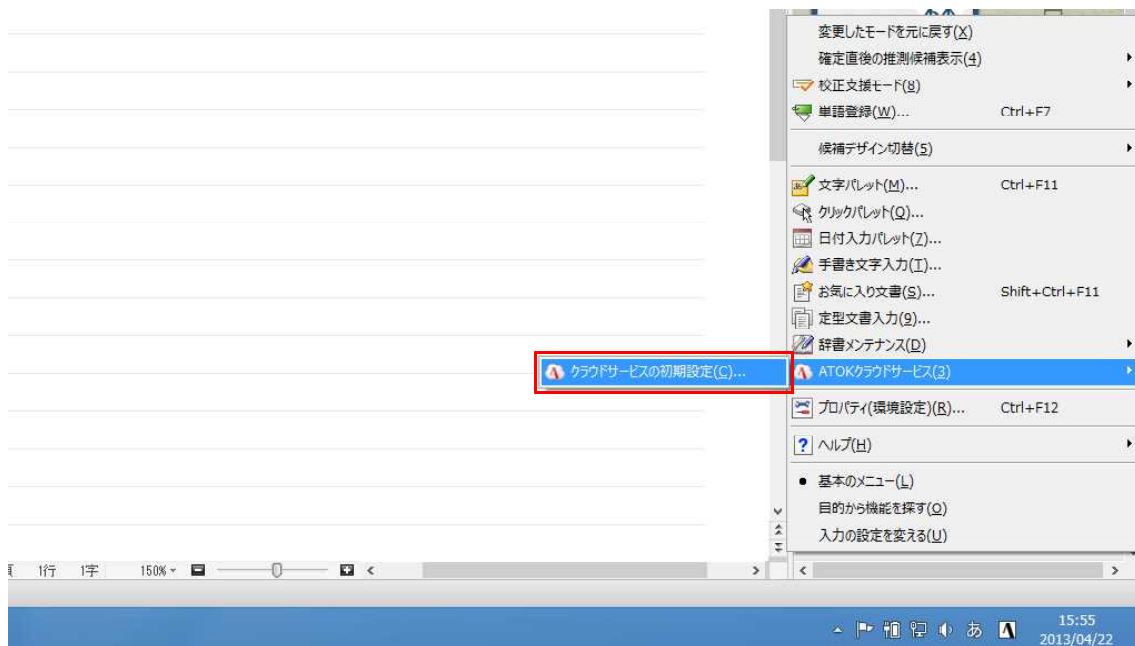 変更したモードを元に戻す(X)
確定直後の推測候補表示(4)
校正支援モード(8)
単語登録(W)... Ctrl+F7
候補デザイン切替(5)
文字パレット(M)... Ctrl+F11
クリックパレット(Q)...
日付入力パレット(7)...
手書き文字入力(T)...
お気に入り文書(S)... Shift+Ctrl+F11
定型文書入力(9)...
辞書メンテナンス(D)
クラウドサービスの初期設定(C)... ATOKクラウドサービス(3)
プロパティ(環境設定)(R)... Ctrl+F12
ヘルプ(H)
基本のメニュー(L)
目的から機能を探す(O)
入力の設定を変える(U)
1行 1字 150%
あ 15:55
2013/04/22